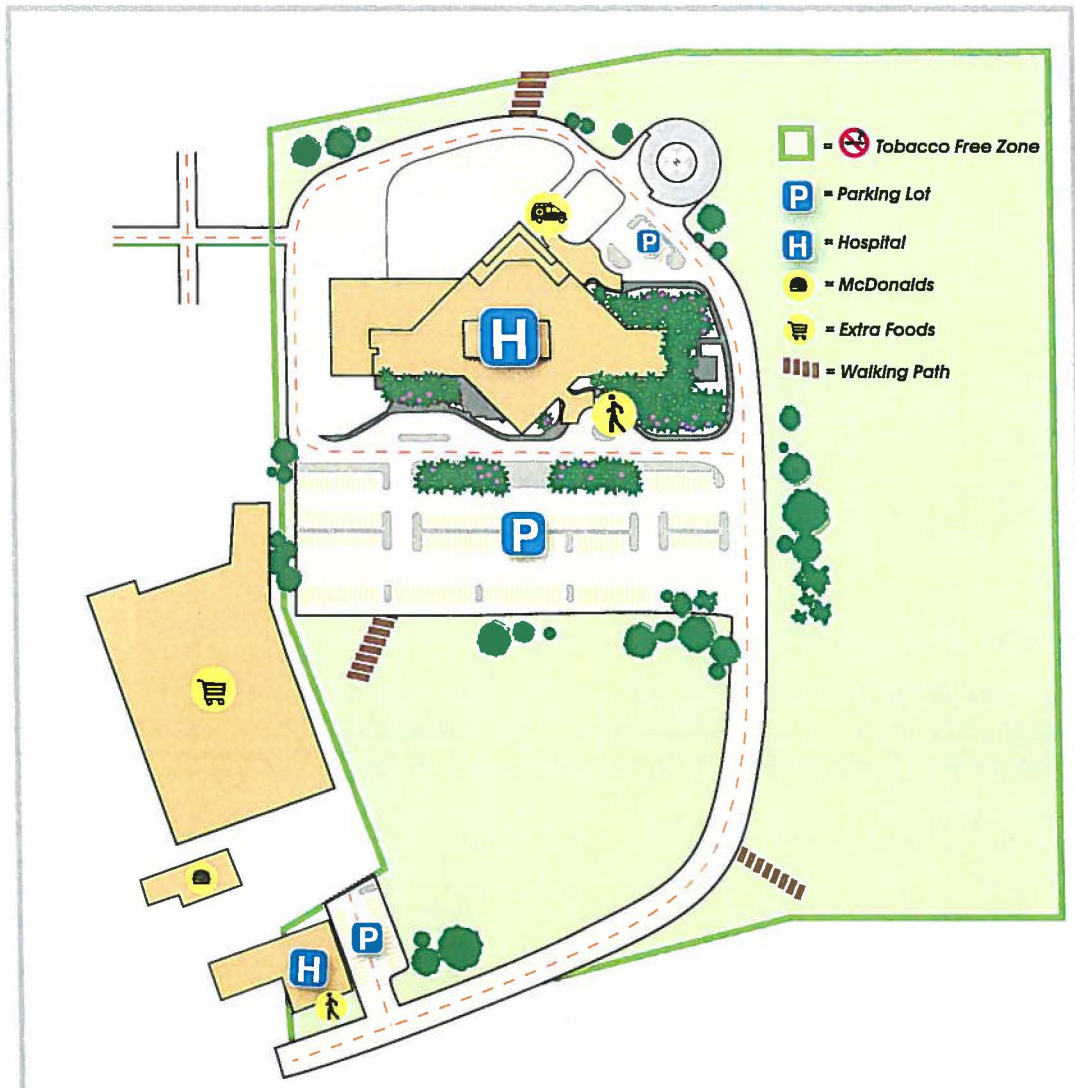 = Tobacco Free Zone
P = Parking Lot
P
H = Hospital
= McDonalds
= Extra Foods
H
= Walking Path
P
P
H